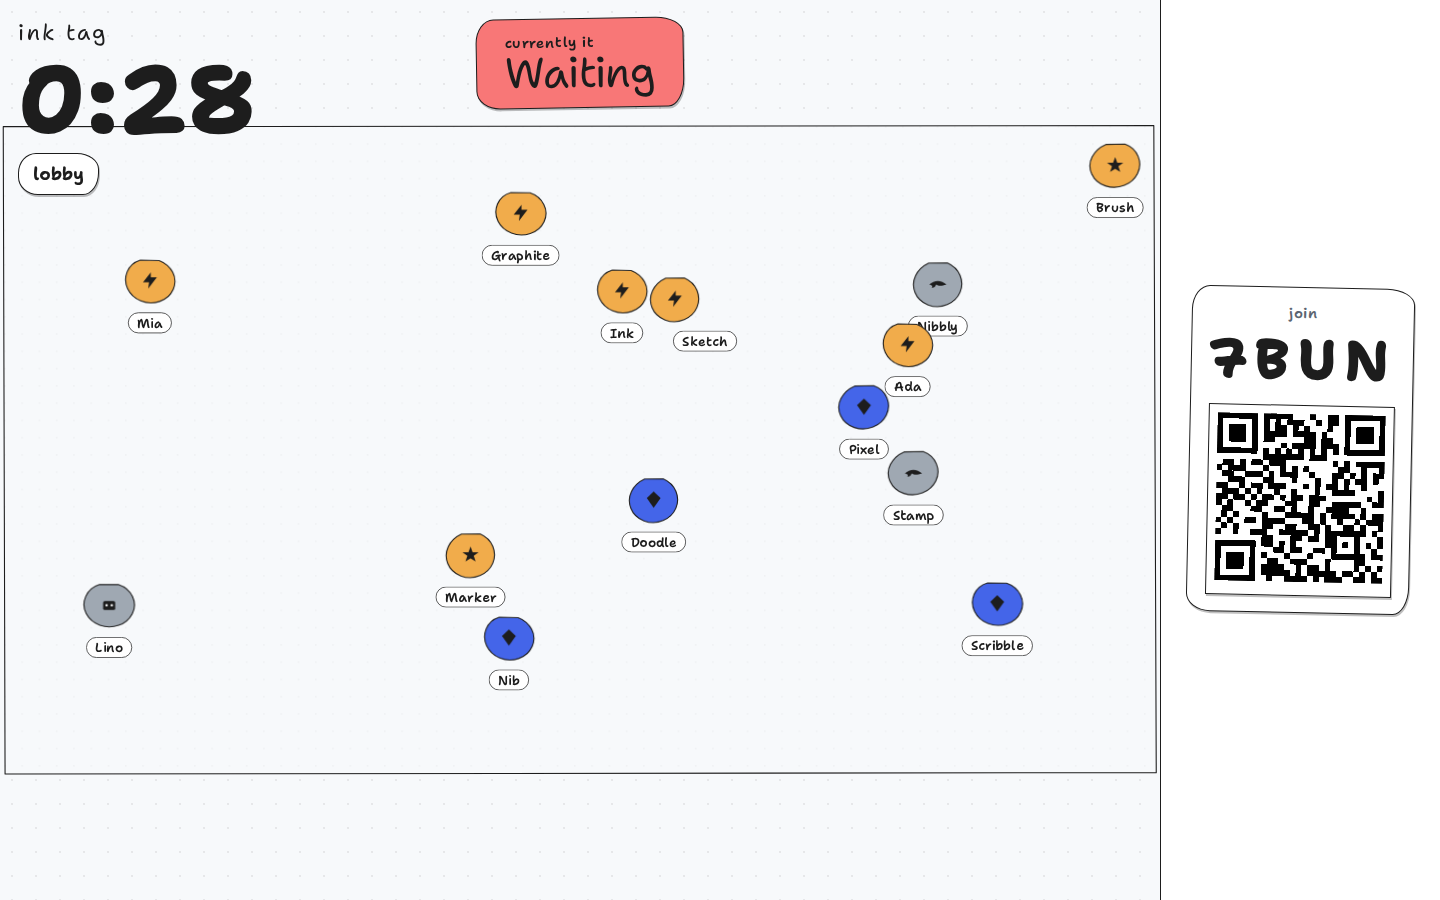 ink tag
0:28
currently it
Waiting
lobby
Brush
Graphite
Mia
Ink
Sketch
Nibbly
Ada
Pixel
Stamp
Doodle
Marker
Lino
Nib
Scribble
join
7BUN